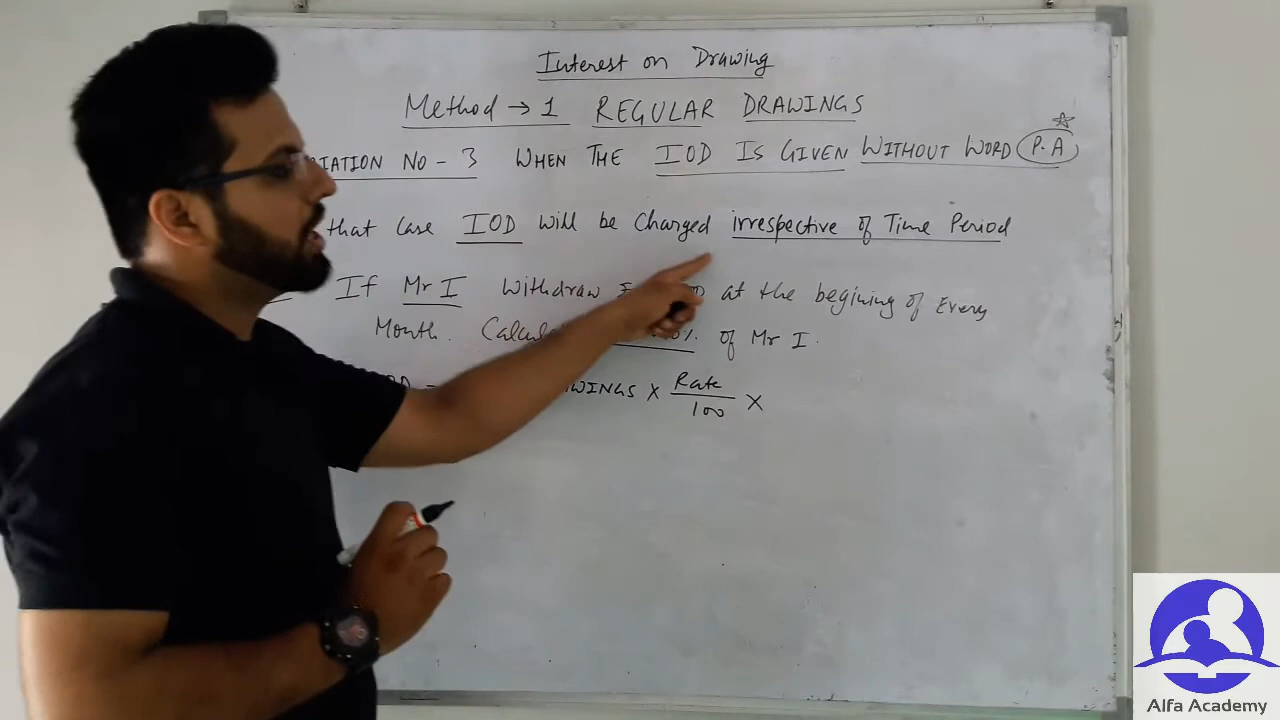 Interest on Drawing
Method → 1 REGULAR DRAWINGS
IATION NO - 3 WHEN THE IOD IS GIVEN WITHOUT WORD P.A
that Case IOD will be Charged irrespective of Time Period
If Mr I Withdraw at the begining of Every
Month. of Mr I.
WINGS × Rate/100 ×
Alfa Academy